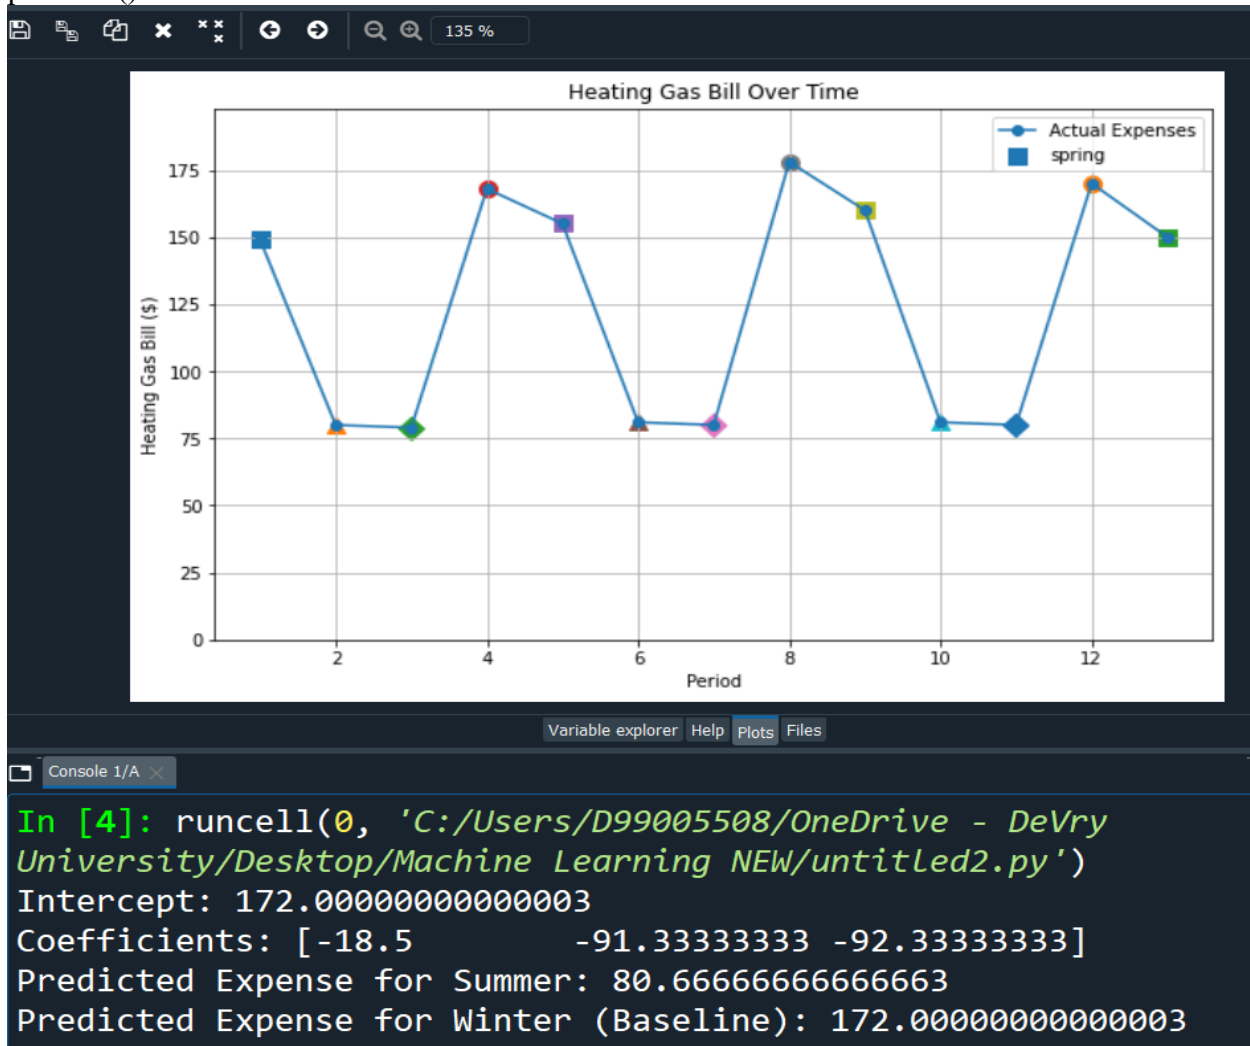 135 %
Heating Gas Bill Over Time
Actual Expenses
spring
175
150
125
100
75
50
25
0
Heating Gas Bill ($)
2 4 6 8 10 12
Period
Variable explorer Help Plots Files
Console 1/A
In [4]: runcell(0, 'C:/Users/D99005508/OneDrive - DeVry
University/Desktop/Machine Learning NEW/untitled2.py')
Intercept: 172.00000000000003
Coefficients: [-18.5 -91.33333333 -92.33333333]
Predicted Expense for Summer: 80.66666666666663
Predicted Expense for Winter (Baseline): 172.00000000000003